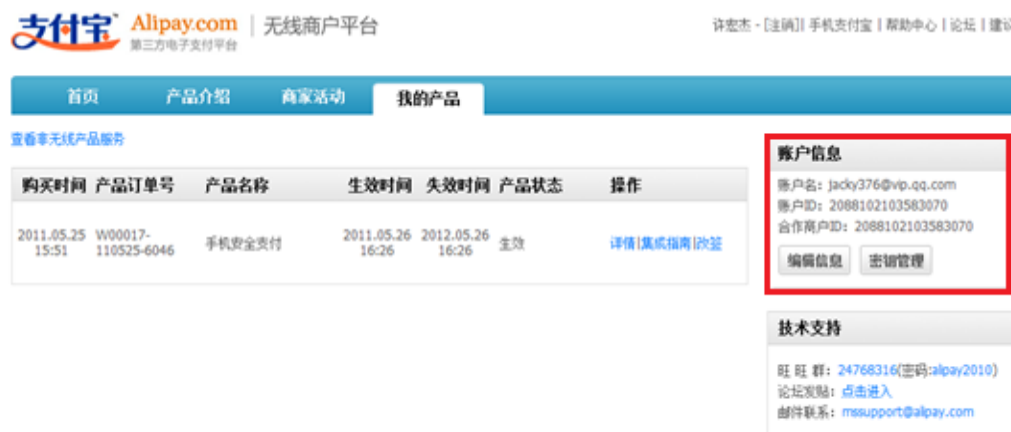 支付宝 Alipay.com | 无线商户平台
第三方电子支付平台
许宏杰 - [注销]| 手机支付宝 | 帮助中心 | 论坛 | 建议
首页 产品介绍 商家活动 我的产品
查看非无线产品服务
购买时间 产品订单号 产品名称 生效时间 失效时间 产品状态 操作
2011.05.25 15:51 W00017-110525-6046 手机安全支付 2011.05.26 16:26 2012.05.26 16:26 生效 详情|集成指南|改签
账户信息
账户名：jacky376@vip.qq.com
账户ID：2088102103583070
合作商户ID：2088102103583070
编辑信息 密钥管理
技术支持
旺 旺 群：24768316(密码:alipay2010)
论坛发贴：点击进入
邮件联系：mssupport@alipay.com